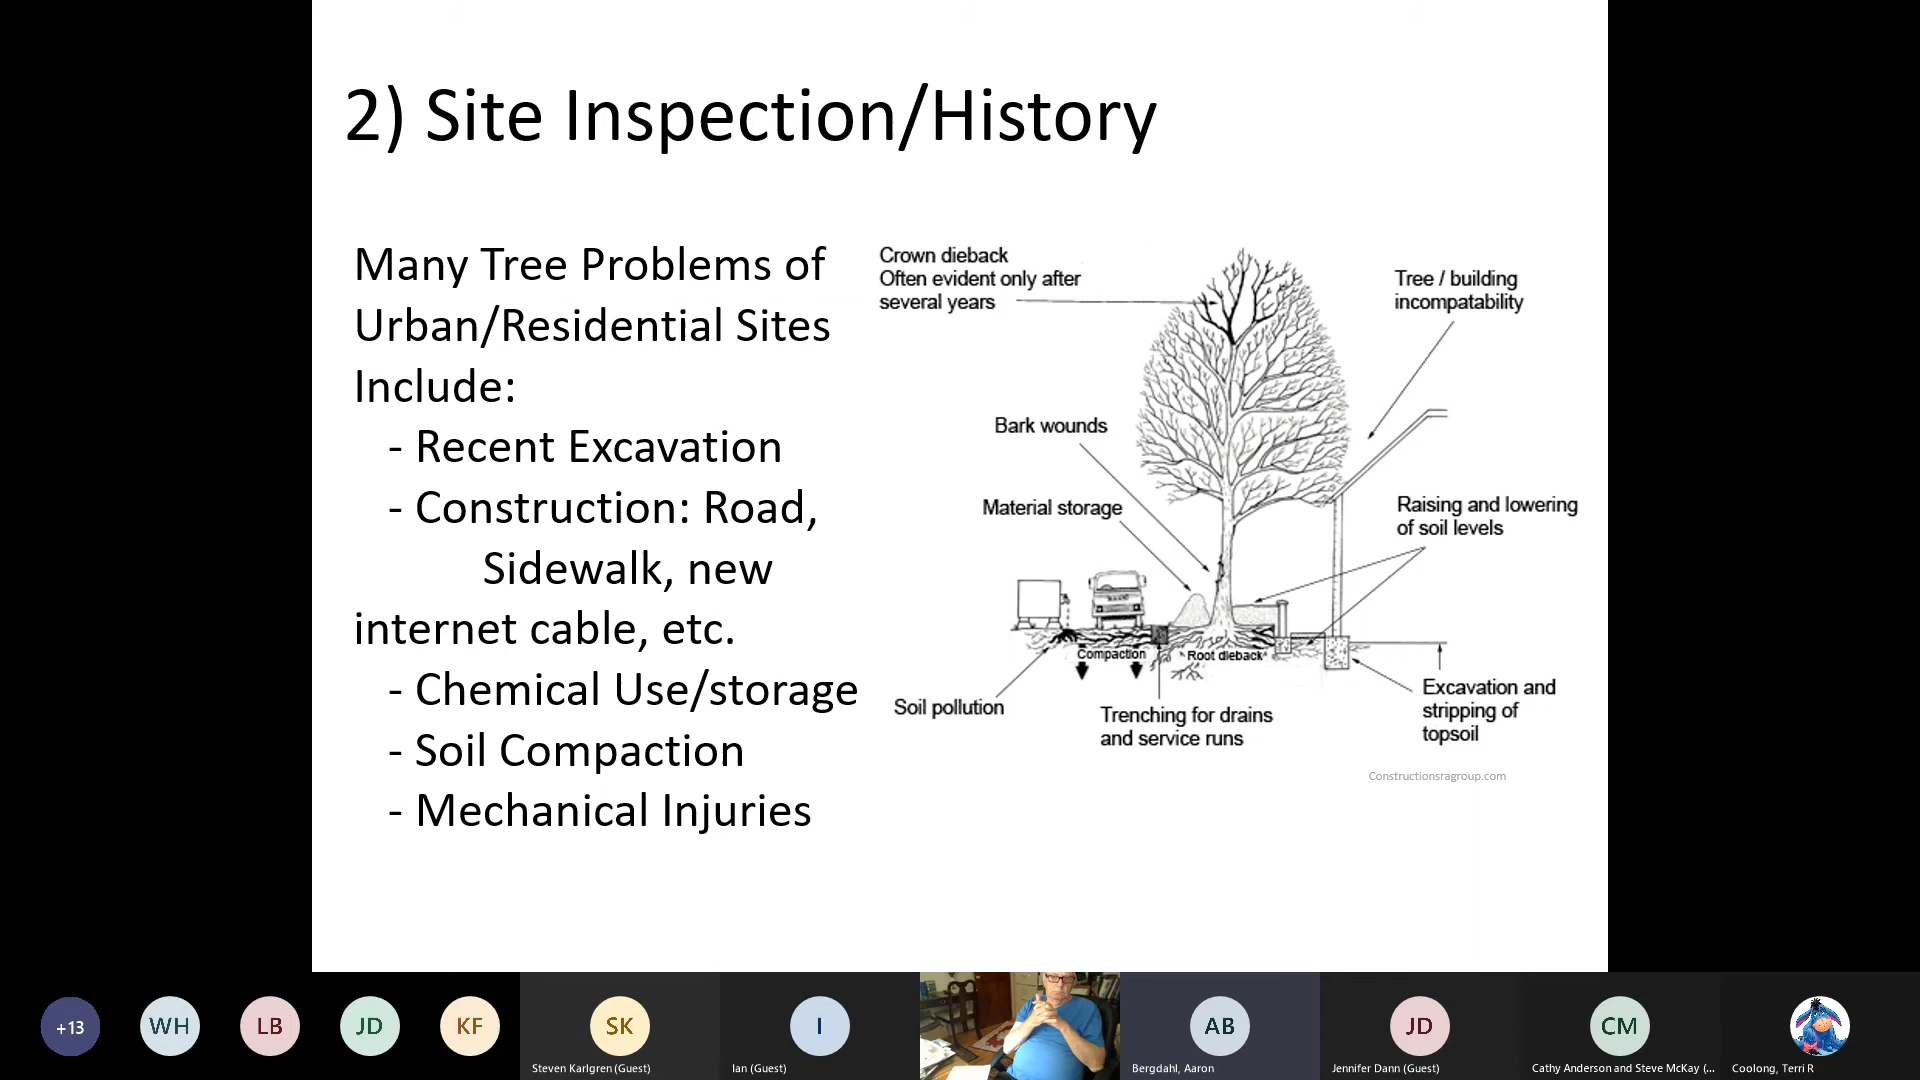 2) Site Inspection/History
Many Tree Problems of
Urban/Residential Sites
Include:
- Recent Excavation
- Construction: Road,
Sidewalk, new
internet cable, etc.
- Chemical Use/storage
- Soil Compaction
- Mechanical Injuries
Crown dieback
Often evident only after
several years
Tree / building
incompatability
Bark wounds
Material storage
Raising and lowering
of soil levels
Compaction
Root dieback
Soil pollution
Trenching for drains
and service runs
Excavation and
stripping of
topsoil
Constructionsragroup.com
+13
WH
LB
JD
KF
SK
Steven Karlgren (Guest)
I
Ian (Guest)
AB
Bergdahl, Aaron
JD
Jennifer Dann (Guest)
CM
Cathy Anderson and Steve McKay (...
Coolong, Terri R